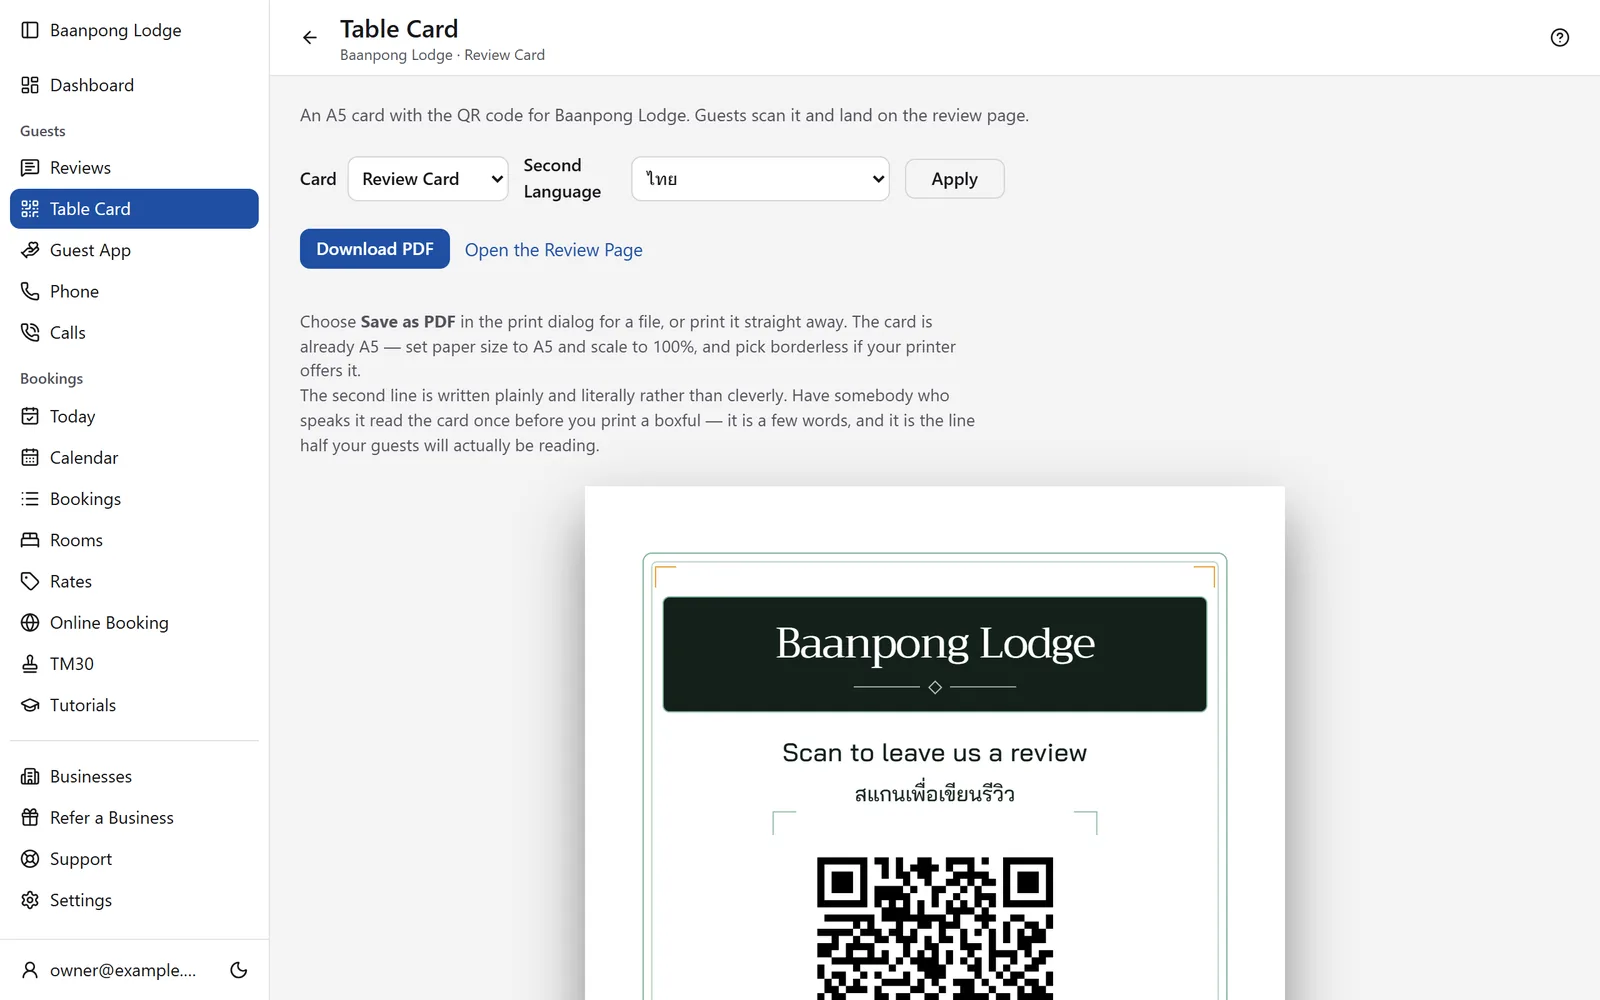 Baanpong Lodge
Dashboard
Guests
Reviews
Table Card
Guest App
Phone
Calls
Bookings
Today
Calendar
Bookings
Rooms
Rates
Online Booking
TM30
Tutorials
Businesses
Refer a Business
Support
Settings
owner@example....
Table Card
Baanpong Lodge · Review Card
An A5 card with the QR code for Baanpong Lodge. Guests scan it and land on the review page.
Card
Review Card
Second
Language
ไทย
Apply
Download PDF
Open the Review Page
Choose Save as PDF in the print dialog for a file, or print it straight away. The card is
already A5 — set paper size to A5 and scale to 100%, and pick borderless if your printer
offers it.
The second line is written plainly and literally rather than cleverly. Have somebody who
speaks it read the card once before you print a boxful — it is a few words, and it is the line
half your guests will actually be reading.
Baanpong Lodge
Scan to leave us a review
สแกนเพื่อเขียนรีวิว